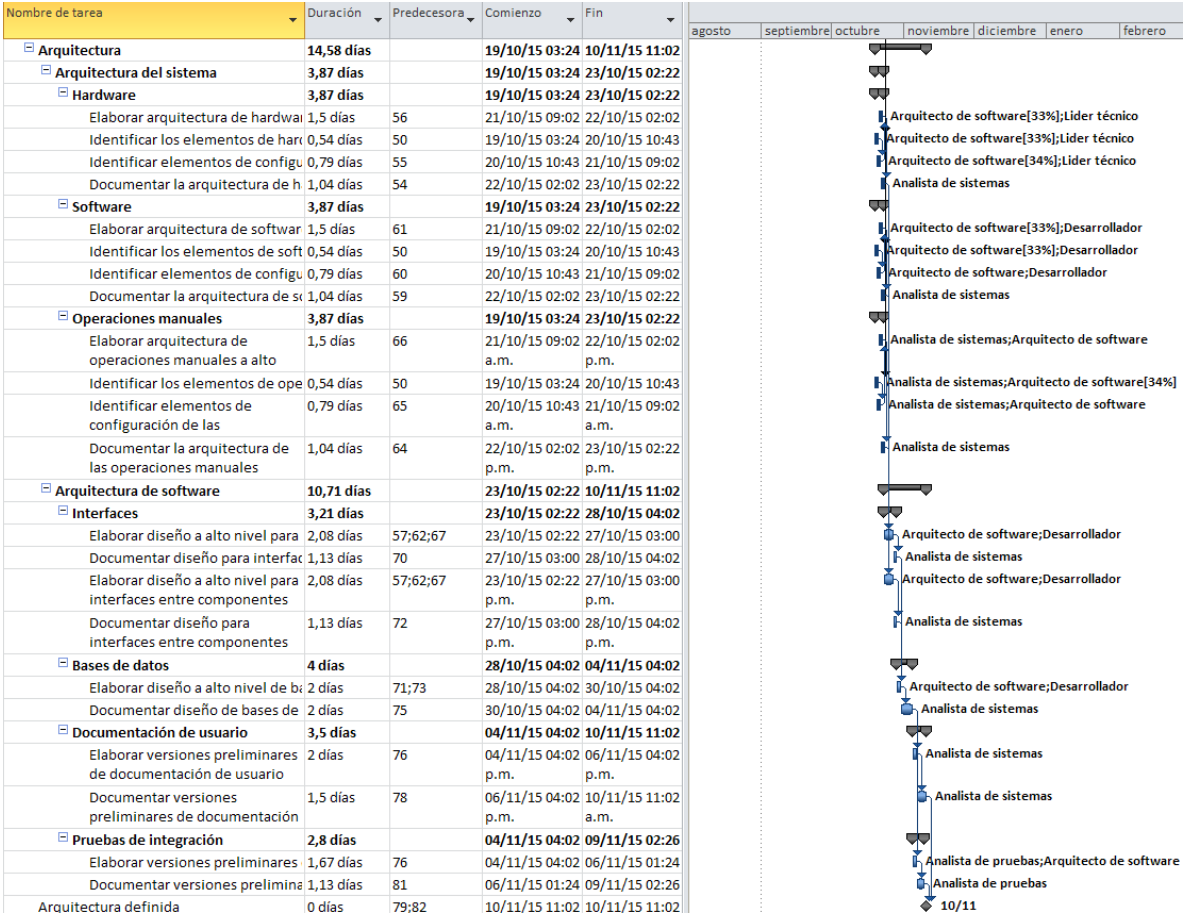 Nombre de tarea Duración Predecesora Comienzo Fin
agosto septiembre octubre noviembre diciembre enero febrero
Arquitectura 14,58 días 19/10/15 03:24 10/11/15 11:02
Arquitectura del sistema 3,87 días 19/10/15 03:24 23/10/15 02:22
Hardware 3,87 días 19/10/15 03:24 23/10/15 02:22
Elaborar arquitectura de hardwa 1,5 días 56 21/10/15 09:02 22/10/15 02:02 Arquitecto de software[33%];Lider técnico
Identificar los elementos de har 0,54 días 50 19/10/15 03:24 20/10/15 10:43 Arquitecto de software[33%];Lider técnico
Identificar elementos de configu 0,79 días 55 20/10/15 10:43 21/10/15 09:02 Arquitecto de software[34%];Lider técnico
Documentar la arquitectura de h 1,04 días 54 22/10/15 02:02 23/10/15 02:22 Analista de sistemas
Software 3,87 días 19/10/15 03:24 23/10/15 02:22
Elaborar arquitectura de softwar 1,5 días 61 21/10/15 09:02 22/10/15 02:02 Arquitecto de software[33%];Desarrollador
Identificar los elementos de soft 0,54 días 50 19/10/15 03:24 20/10/15 10:43 Arquitecto de software[33%];Desarrollador
Identificar elementos de configu 0,79 días 60 20/10/15 10:43 21/10/15 09:02 Arquitecto de software;Desarrollador
Documentar la arquitectura de so 1,04 días 59 22/10/15 02:02 23/10/15 02:22 Analista de sistemas
Operaciones manuales 3,87 días 19/10/15 03:24 23/10/15 02:22
Elaborar arquitectura de 1,5 días 66 21/10/15 09:02 22/10/15 02:02 Analista de sistemas;Arquitecto de software
operaciones manuales a alto a.m. p.m.
Identificar los elementos de ope 0,54 días 50 19/10/15 03:24 20/10/15 10:43 Analista de sistemas;Arquitecto de software[34%]
Identificar elementos de 0,79 días 65 20/10/15 10:43 21/10/15 09:02 Analista de sistemas;Arquitecto de software
configuración de las a.m. a.m.
Documentar la arquitectura de 1,04 días 64 22/10/15 02:02 23/10/15 02:22 Analista de sistemas
las operaciones manuales p.m. p.m.
Arquitectura de software 10,71 días 23/10/15 02:22 10/11/15 11:02
Interfaces 3,21 días 23/10/15 02:22 28/10/15 04:02
Elaborar diseño a alto nivel para 2,08 días 57;62;67 23/10/15 02:22 27/10/15 03:00 Arquitecto de software;Desarrollador
Documentar diseño para interfac 1,13 días 70 27/10/15 03:00 28/10/15 04:02 Analista de sistemas
Elaborar diseño a alto nivel para 2,08 días 57;62;67 23/10/15 02:22 27/10/15 03:00 Arquitecto de software;Desarrollador
interfaces entre componentes p.m. p.m.
Documentar diseño para 1,13 días 72 27/10/15 03:00 28/10/15 04:02 Analista de sistemas
interfaces entre componentes p.m. p.m.
Bases de datos 4 días 28/10/15 04:02 04/11/15 04:02
Elaborar diseño a alto nivel de ba 2 días 71;73 28/10/15 04:02 30/10/15 04:02 Arquitecto de software;Desarrollador
Documentar diseño de bases de 2 días 75 30/10/15 04:02 04/11/15 04:02 Analista de sistemas
Documentación de usuario 3,5 días 04/11/15 04:02 10/11/15 11:02
Elaborar versiones preliminares 2 días 76 04/11/15 04:02 06/11/15 04:02 Analista de sistemas
de documentación de usuario p.m. p.m.
Documentar versiones 1,5 días 78 06/11/15 04:02 10/11/15 11:02 Analista de sistemas
preliminares de documentación p.m. a.m.
Pruebas de integración 2,8 días 04/11/15 04:02 09/11/15 02:26
Elaborar versiones preliminares 1,67 días 76 04/11/15 04:02 06/11/15 01:24 Analista de pruebas;Arquitecto de software
Documentar versiones prelimina 1,13 días 81 06/11/15 01:24 09/11/15 02:26 Analista de pruebas
Arquitectura definida 0 días 79;82 10/11/15 11:02 10/11/15 11:02 10/11